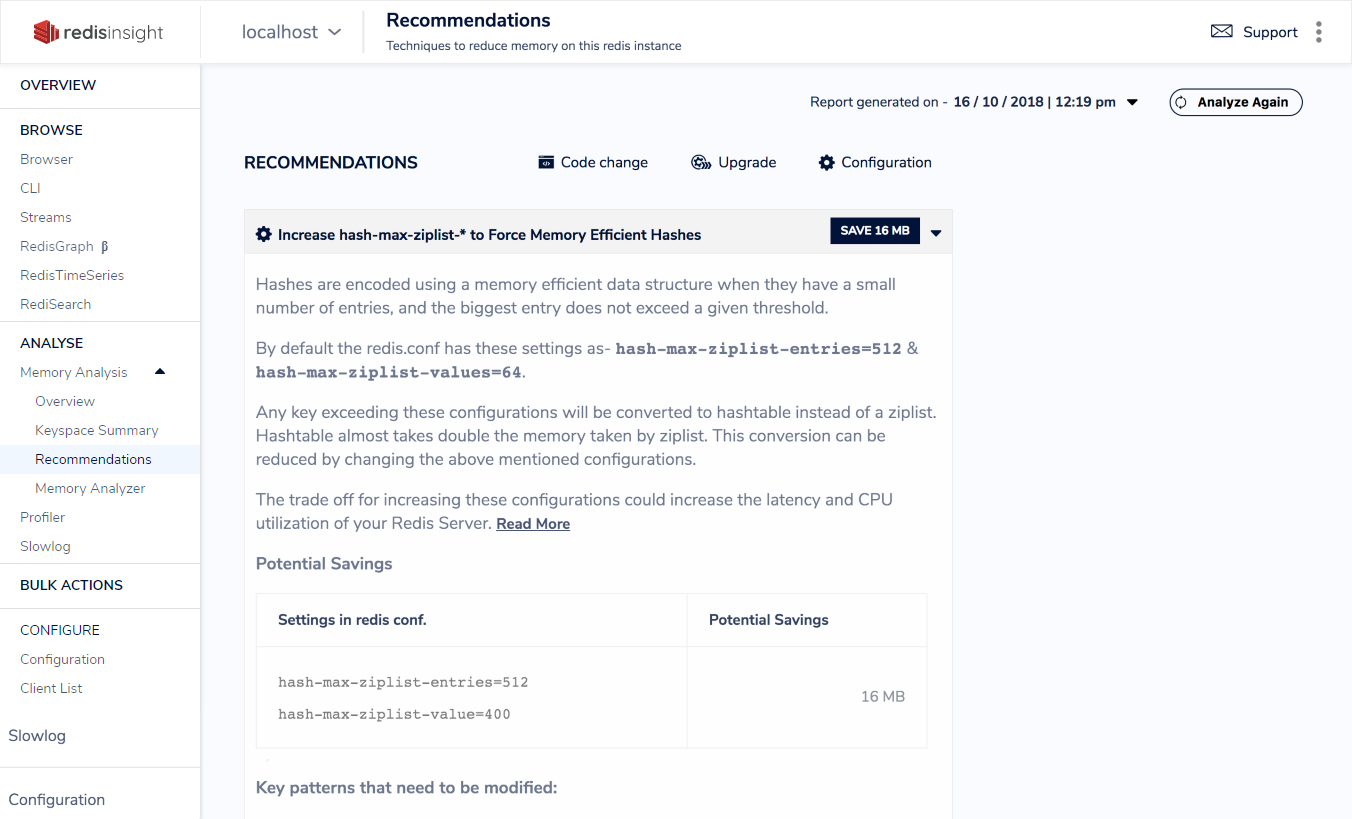 redisinsight
localhost
Recommendations
Techniques to reduce memory on this redis instance
Support
OVERVIEW
BROWSE
Browser
CLI
Streams
RedisGraph β
RedisTimeSeries
RediSearch
ANALYSE
Memory Analysis
Overview
Keyspace Summary
Recommendations
Memory Analyzer
Profiler
Slowlog
BULK ACTIONS
CONFIGURE
Configuration
Client List
Slowlog
Configuration
Report generated on - 16 / 10 / 2018 | 12:19 pm
Analyze Again
RECOMMENDATIONS
Code change
Upgrade
Configuration
Increase hash-max-ziplist-* to Force Memory Efficient Hashes
SAVE 16 MB
Hashes are encoded using a memory efficient data structure when they have a small
number of entries, and the biggest entry does not exceed a given threshold.
By default the redis.conf has these settings as- hash-max-ziplist-entries=512 &
hash-max-ziplist-values=64.
Any key exceeding these configurations will be converted to hashtable instead of a ziplist.
Hashtable almost takes double the memory taken by ziplist. This conversion can be
reduced by changing the above mentioned configurations.
The trade off for increasing these configurations could increase the latency and CPU
utilization of your Redis Server. Read More
Potential Savings
Settings in redis conf.
Potential Savings
hash-max-ziplist-entries=512
hash-max-ziplist-value=400
16 MB
Key patterns that need to be modified: